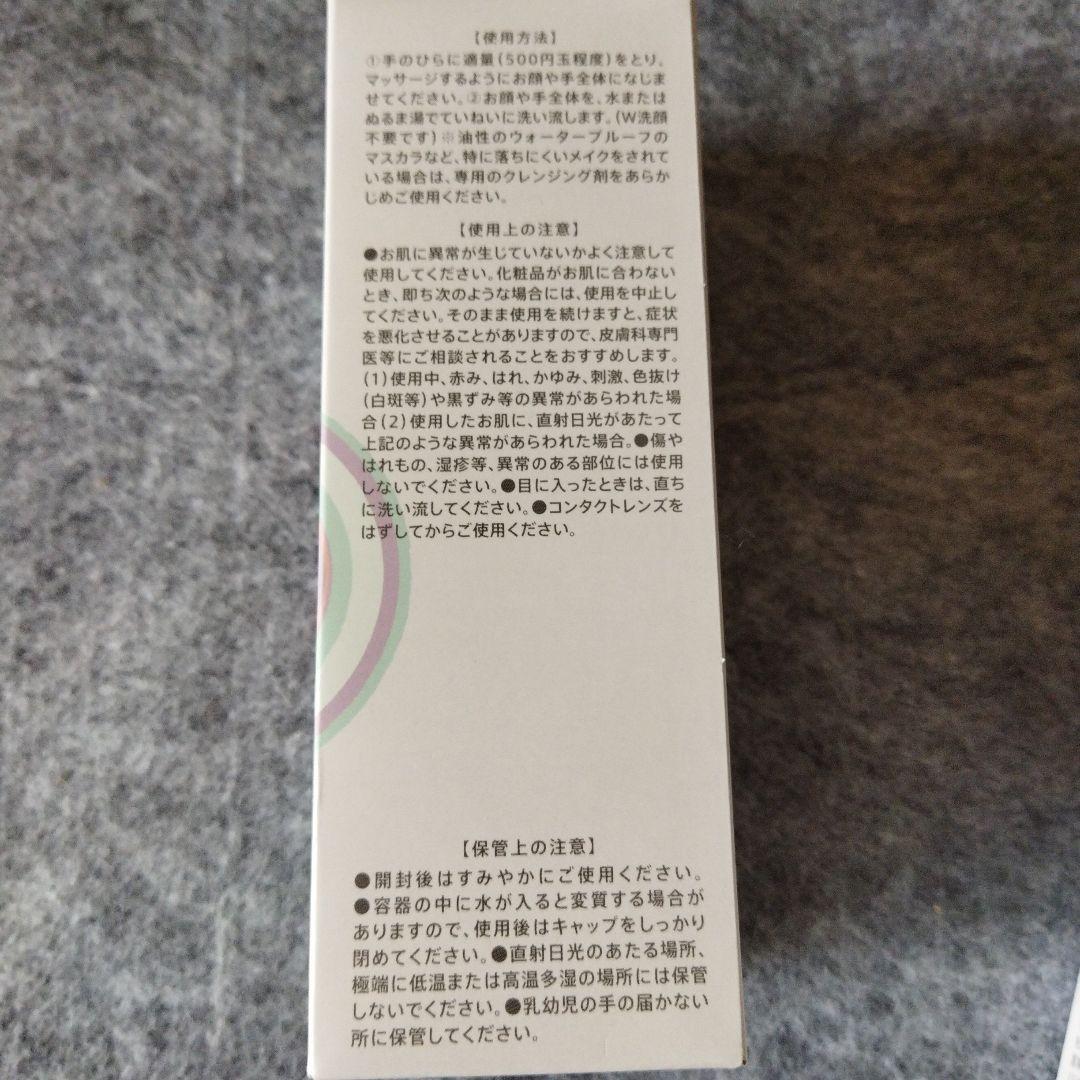 【使用方法】
①手のひらに適量(500円玉程度)をとり、
マッサージするようにお顔や手全体になじま
せてください。②お顔や手全体を、水または
ぬるま湯でていねいに洗い流します。(W洗顔
不要です)※油性のウォータープルーフの
マスカラなど、特に落ちにくいメイクをされて
いる場合は、専用のクレンジング剤をあらか
じめご使用ください。
【使用上の注意】
●お肌に異常が生じていないかよく注意して
使用してください。化粧品がお肌に合わない
とき、即ち次のような場合には、使用を中止し
てください。そのまま使用を続けますと、症状
を悪化させることがありますので、皮膚科専門
医等にご相談されることをおすすめします。
(1)使用中、赤み、はれ、かゆみ、刺激、色抜け
(白斑等)や黒ずみ等の異常があらわれた場
合(2)使用したお肌に、直射日光があたって
上記のような異常があらわれた場合。●傷や
はれもの、湿疹等、異常のある部位には使用
しないでください。●目に入ったときは、直ち
に洗い流してください。●コンタクトレンズを
はずしてからご使用ください。
【保管上の注意】
●開封後はすみやかにご使用ください。
●容器の中に水が入ると変質する場合が
ありますので、使用後はキャップをしっかり
閉めてください。●直射日光のあたる場所、
極端に低温または高温多湿の場所には保管
しないでください。●乳幼児の手の届かない
所に保管してください。